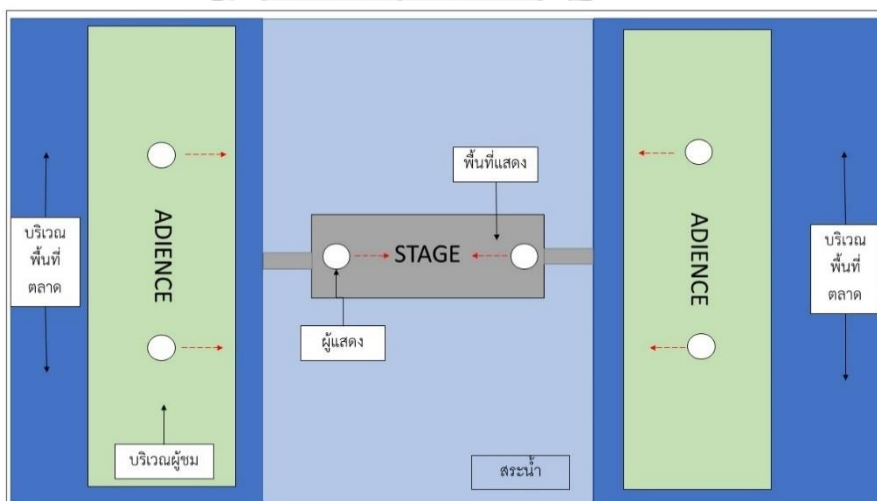 พื้นที่แสดง
บริเวณ
พื้นที่
ตลาด
ADIENCE
STAGE
ADIENCE
บริเวณ
พื้นที่
ตลาด
ผู้แสดง
บริเวณผู้ชม
สระน้ำ